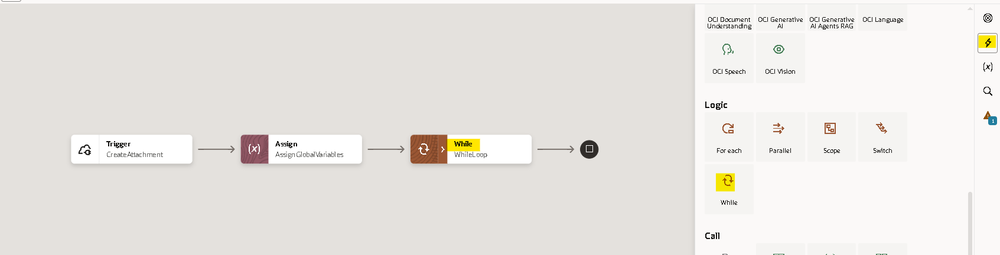 OCI Document
Understanding
OCI Generative
AI
OCI Generative
AI Agents RAG
OCI Language
OCI Speech
OCI Vision
Logic
For each
Parallel
Scope
Switch
While
Call
Trigger
CreateAttachment
(x)
Assign
AssignGlobalVariables
While
WhileLoop
(x)
1